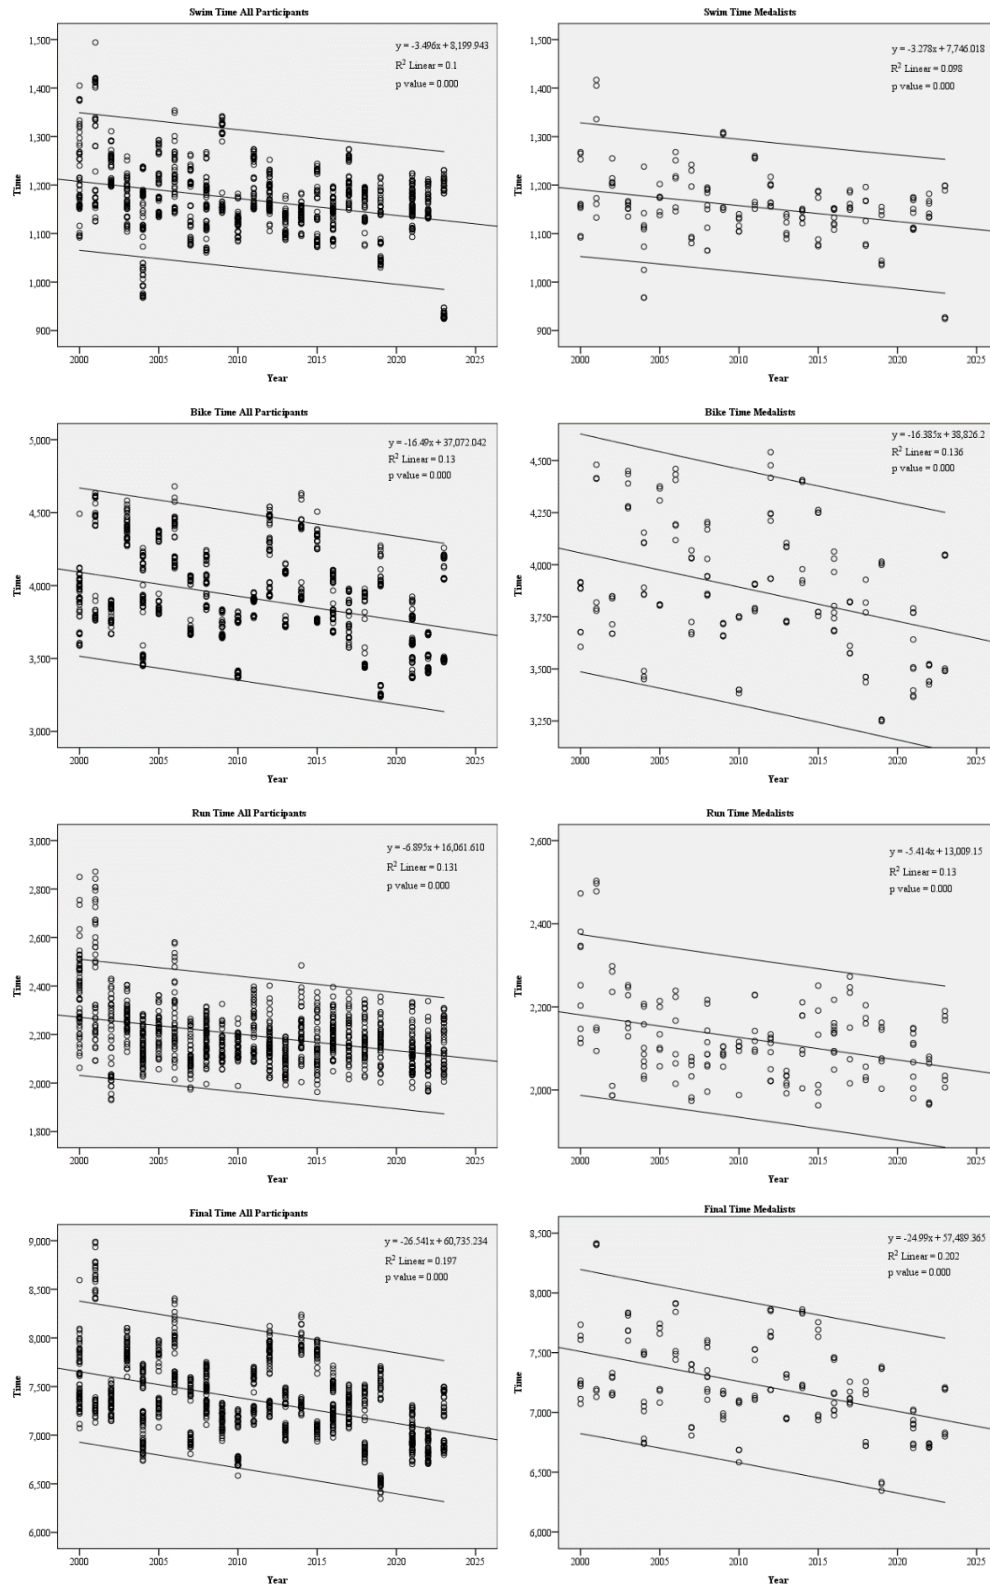 Swim Time All Participants
y = -3.496x + 8,199.943
R² Linear = 0.1
p value = 0.000
1,500
1,400
1,300
1,200
1,100
1,000
900
Time
2000 2005 2010 2015 2020 2025
Year
Swim Time Medalists
y = -3.278x + 7,746.018
R² Linear = 0.098
p value = 0.000
1,500
1,400
1,300
1,200
1,100
1,000
900
Time
2000 2005 2010 2015 2020 2025
Year
Bike Time All Participants
y = -16.49x + 37,072.042
R² Linear = 0.13
p value = 0.000
5,000
4,500
4,000
3,500
3,000
Time
2000 2005 2010 2015 2020 2025
Year
Bike Time Medalists
y = -16.385x + 38,826.2
R² Linear = 0.136
p value = 0.000
4,500
4,250
4,000
3,750
3,500
3,250
Time
2000 2005 2010 2015 2020 2025
Year
Run Time All Participants
y = -6.895x + 16,061.610
R² Linear = 0.131
p value = 0.000
3,000
2,800
2,600
2,400
2,200
2,000
1,800
Time
2000 2005 2010 2015 2020 2025
Year
Run Time Medalists
y = -5.414x + 13,009.15
R² Linear = 0.13
p value = 0.000
2,600
2,400
2,200
2,000
Time
2000 2005 2010 2015 2020 2025
Year
Final Time All Participants
y = -26.541x + 60,735.234
R² Linear = 0.197
p value = 0.000
9,000
8,500
8,000
7,500
7,000
6,500
6,000
Time
2000 2005 2010 2015 2020 2025
Year
Final Time Medalists
y = -24.99x + 57,489.365
R² Linear = 0.202
p value = 0.000
8,500
8,000
7,500
7,000
6,500
6,000
Time
2000 2005 2010 2015 2020 2025
Year